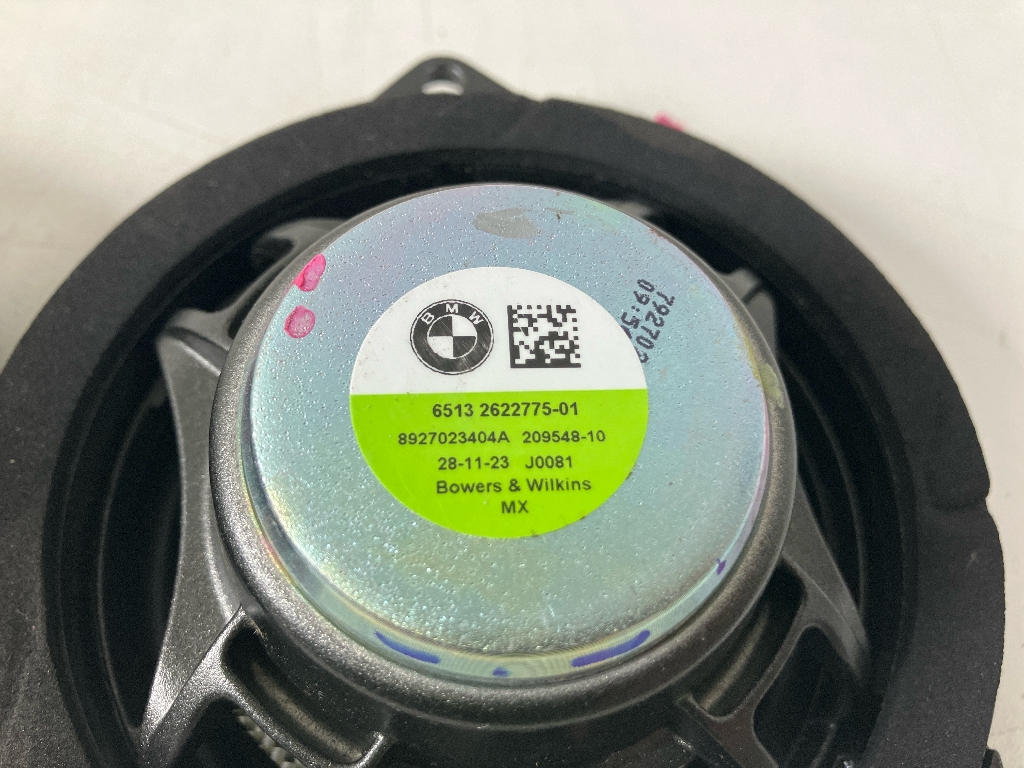 BMW
6513 2622775-01
8927023404A 209548-10
28-11-23 J0081
Bowers & Wilkins
MX